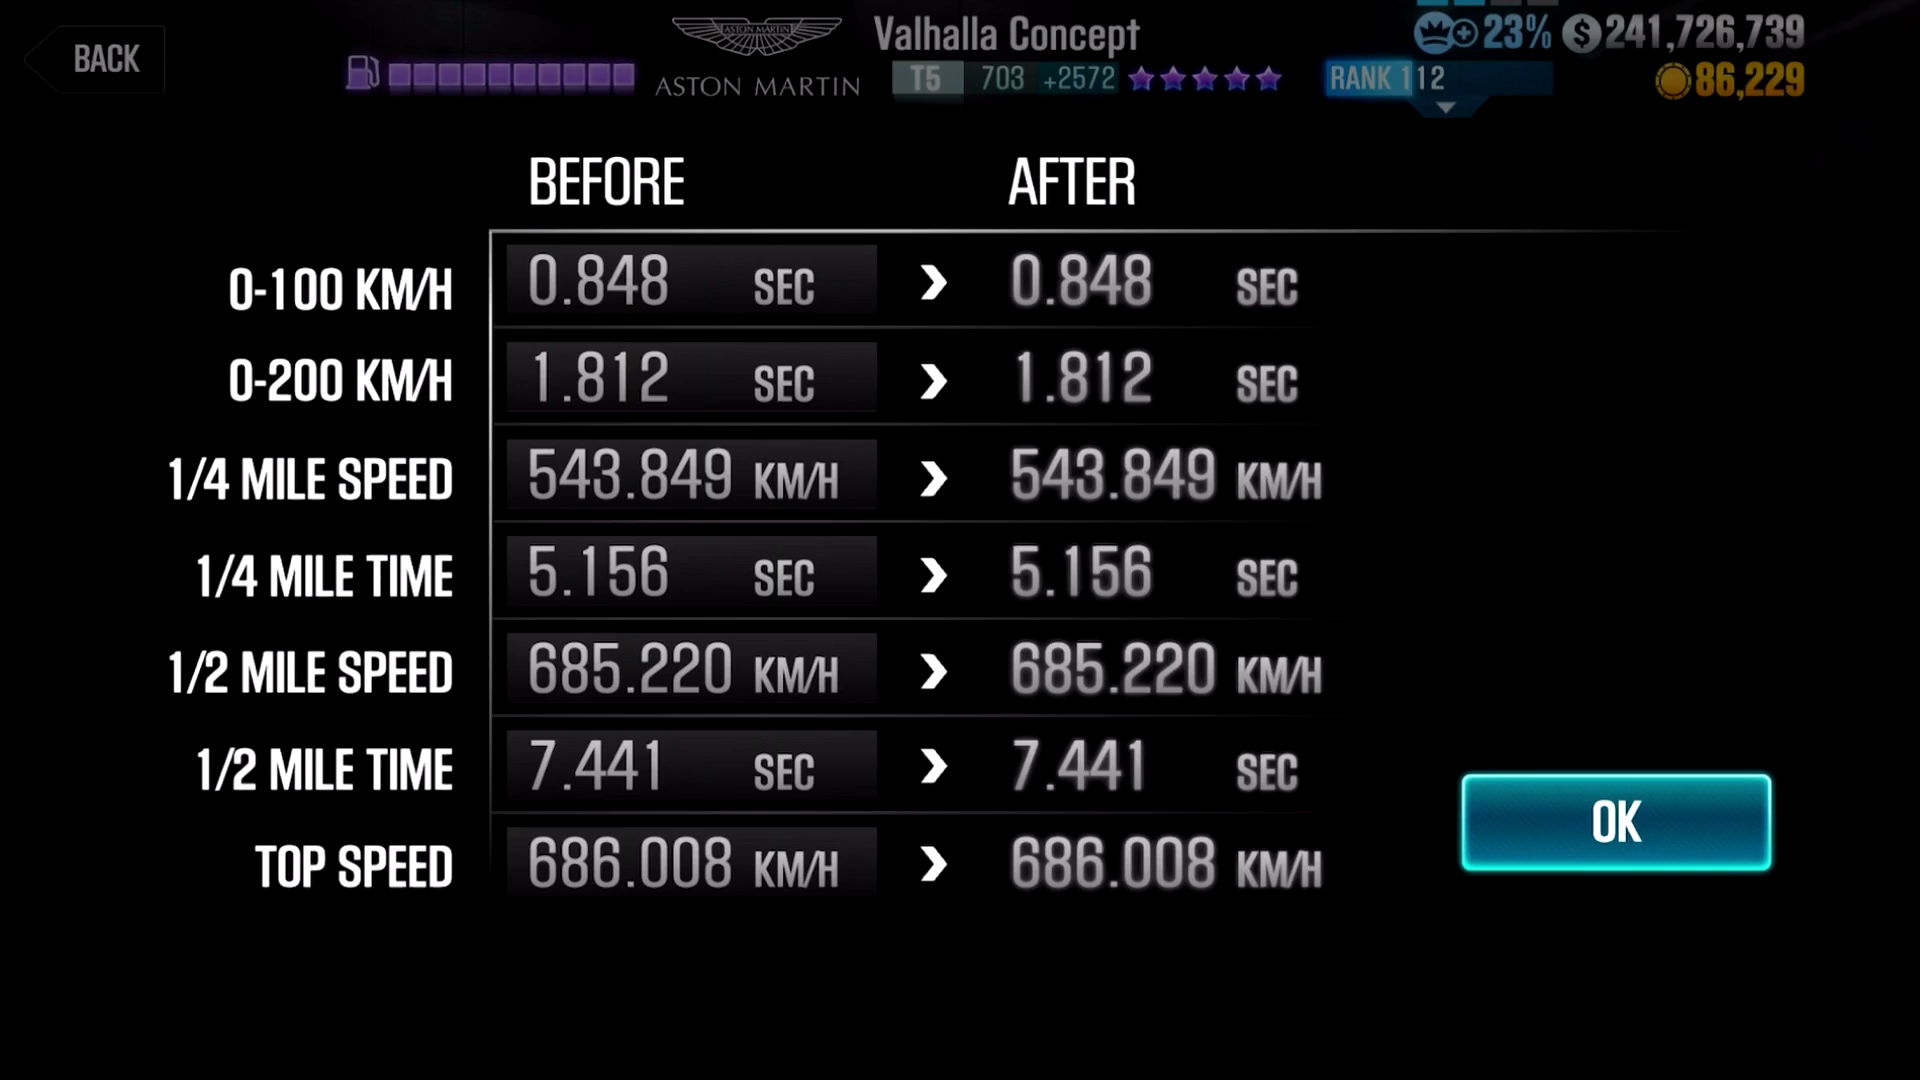 BACK
ASTON MARTIN
ASTON MARTIN
Valhalla Concept
T5 703 +2572
23%
RANK 112
$ 241,726,739
86,229
BEFORE AFTER
0-100 KM/H 0.848 SEC 0.848 SEC
0-200 KM/H 1.812 SEC 1.812 SEC
1/4 MILE SPEED 543.849 KM/H 543.849 KM/H
1/4 MILE TIME 5.156 SEC 5.156 SEC
1/2 MILE SPEED 685.220 KM/H 685.220 KM/H
1/2 MILE TIME 7.441 SEC 7.441 SEC
TOP SPEED 686.008 KM/H 686.008 KM/H
OK